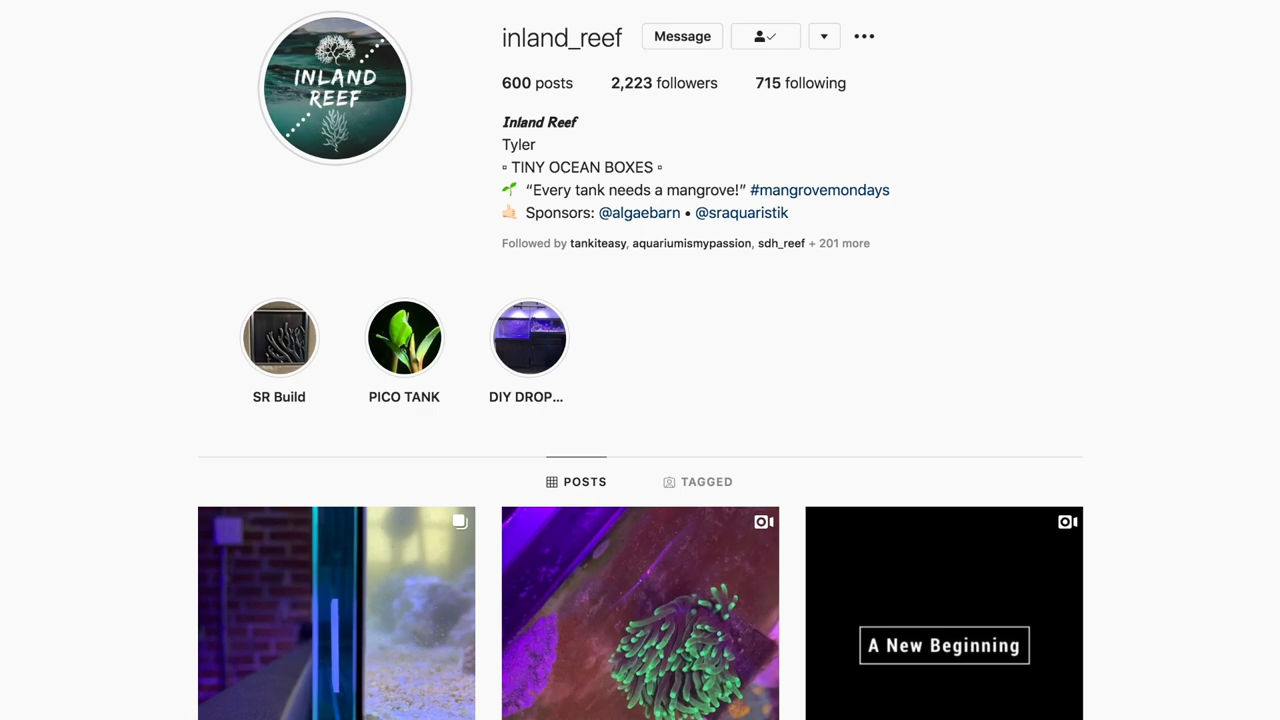 INLAND
REEF
inland_reef Message
600 posts 2,223 followers 715 following
Inland Reef
Tyler
▫ TINY OCEAN BOXES ▫
🌱 “Every tank needs a mangrove!” #mangrovemondays
🤙🏻 Sponsors: @algaebarn • @sraquaristik
Followed by tankiteasy, aquariumismypassion, sdh_reef + 201 more
SR Build PICO TANK DIY DROP...
POSTS TAGGED
A New Beginning